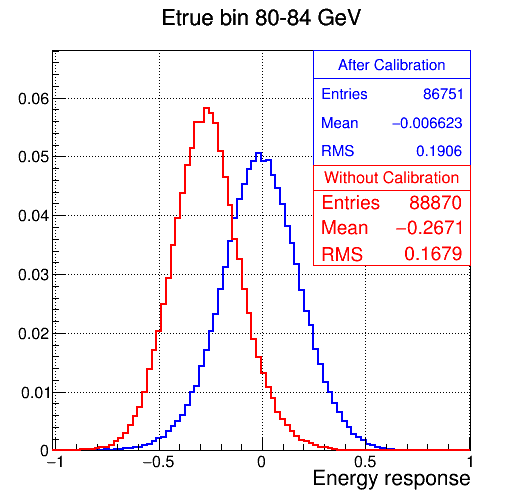 Etrue bin 80-84 GeV
After Calibration
Entries 86751
Mean −0.006623
RMS 0.1906
Without Calibration
Entries 88870
Mean −0.2671
RMS 0.1679
0.06
0.05
0.04
0.03
0.02
0.01
0
−1 −0.5 0 0.5 1
Energy response